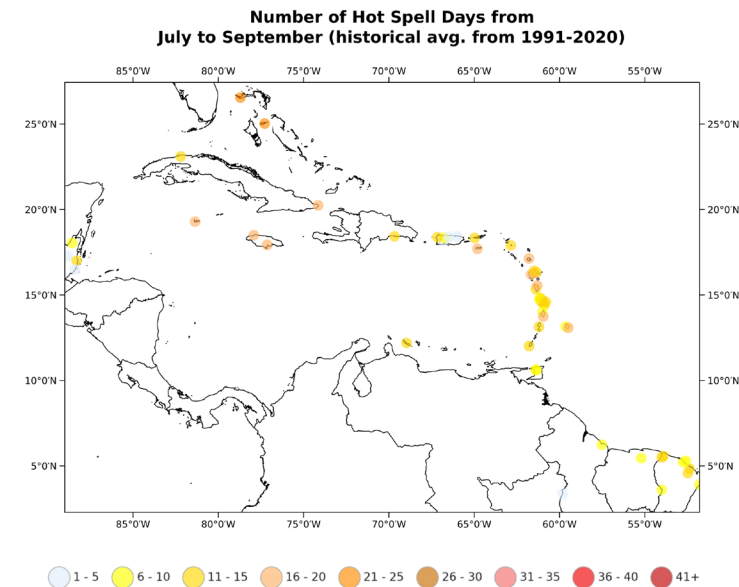 Number of Hot Spell Days from
July to September (historical avg. from 1991-2020)
85°0'W 80°0'W 75°0'W 70°0'W 65°0'W 60°0'W 55°0'W
25°0'N 25°0'N
20°0'N 20°0'N
15°0'N 15°0'N
10°0'N 10°0'N
5°0'N 5°0'N
85°0'W 80°0'W 75°0'W 70°0'W 65°0'W 60°0'W 55°0'W
1 - 5 6 - 10 11 - 15 16 - 20 21 - 25 26 - 30 31 - 35 36 - 40 41+